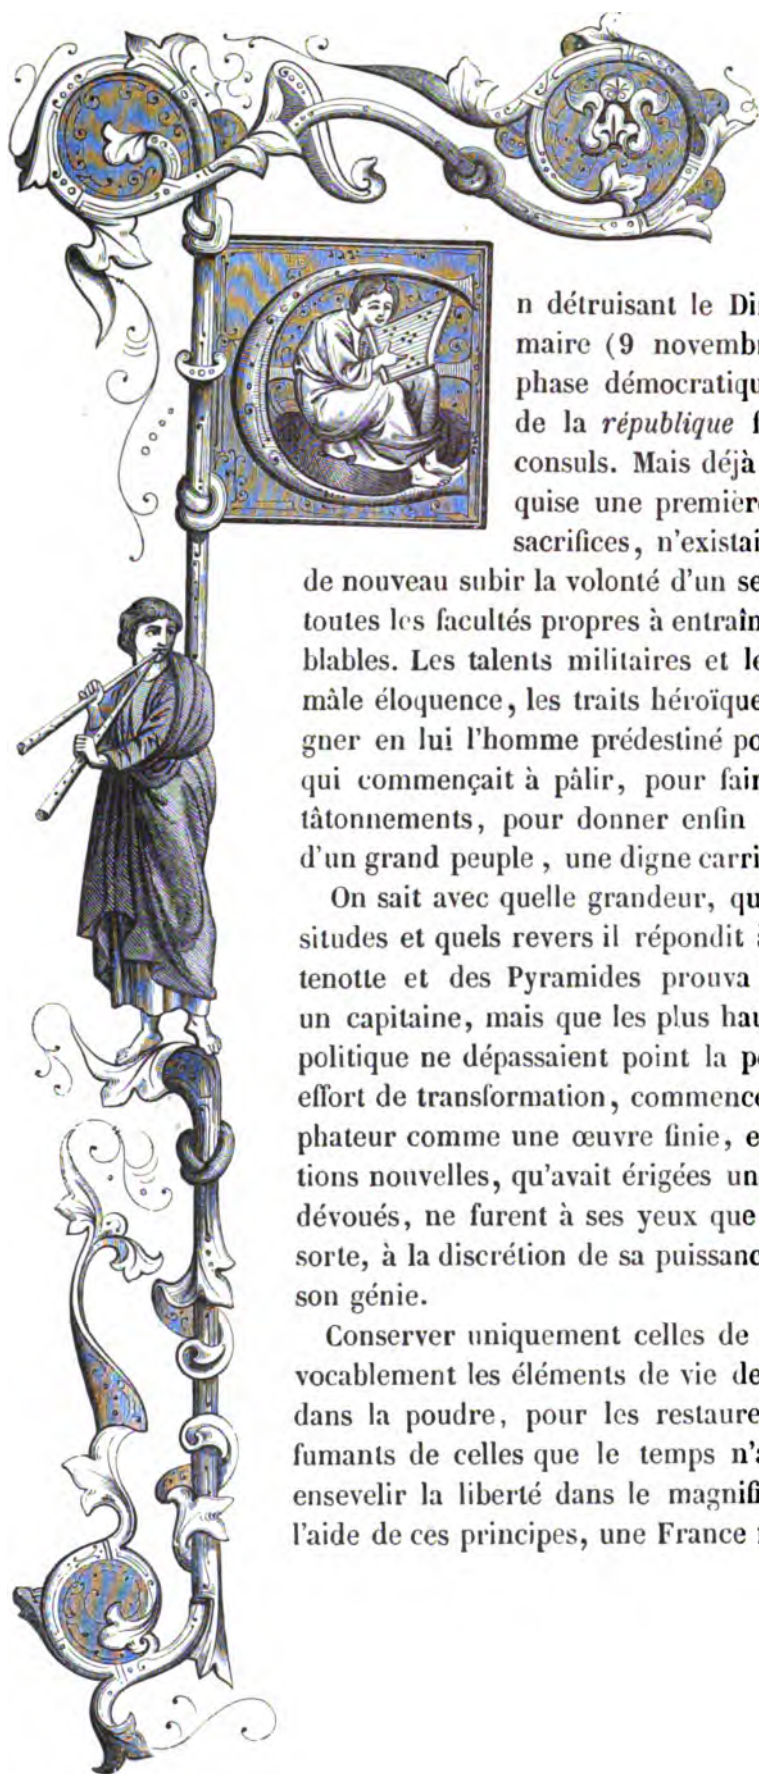 En détruisant le Di
maire (9 novembr
phase démocratiqu
de la république f
consuls. Mais déjà
quise une première
sacrifices, n'existai
de nouveau subir la volonté d'un se
toutes les facultés propres à entraîn
blables. Les talents militaires et le
mâle éloquence, les traits héroïque
gner en lui l'homme prédestiné po
qui commençait à pâlir, pour fair
tâtonnements, pour donner enfin
d'un grand peuple , une digne carri
On sait avec quelle grandeur, qu
situdes et quels revers il répondit à
tenotte et des Pyramides prouva
un capitaine, mais que les plus hau
politique ne dépassaient point la p
effort de transformation, commenc
phateur comme une œuvre finie, e
tions nouvelles, qu'avait érigées un
dévoués, ne furent à ses yeux que
sorte, à la discrétion de sa puissanc
son génie.
Conserver uniquement celles de
vocablement les éléments de vie de
dans la poudre, pour les restaure
fumants de celles que le temps n'a
ensevelir la liberté dans le magnifi
l'aide de ces principes, une France